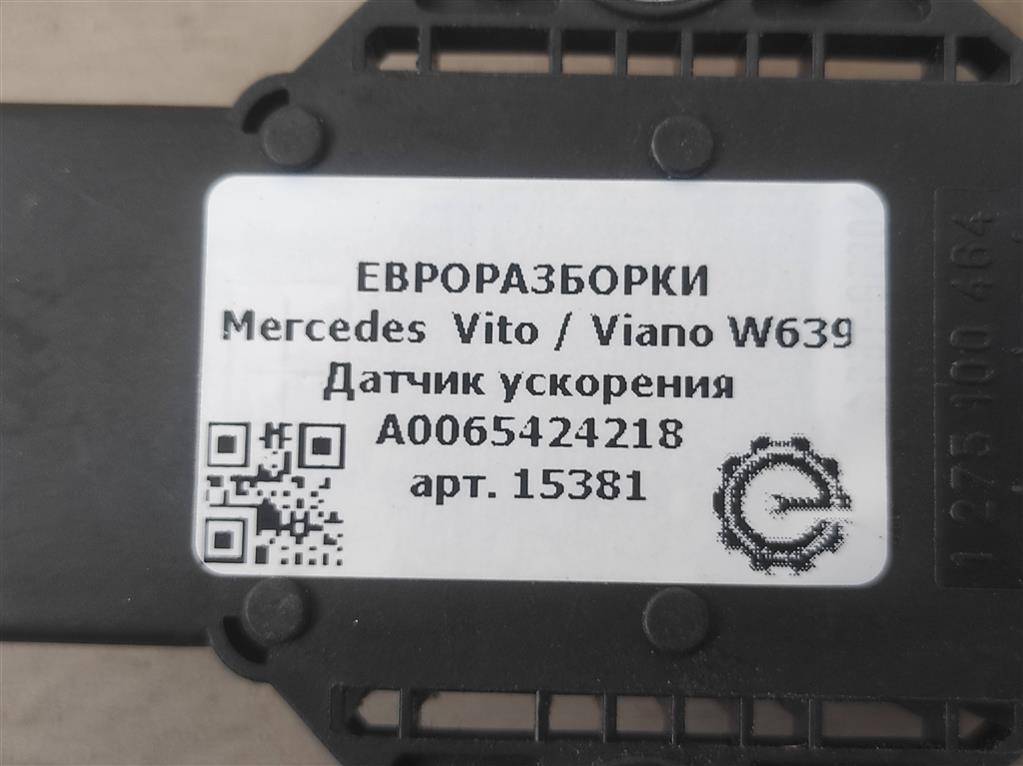 ЕВРОРАЗБОРКИ
Mercedes Vito / Viano W639
Датчик ускорения
A0065424218
арт. 15381
1 275 100 464